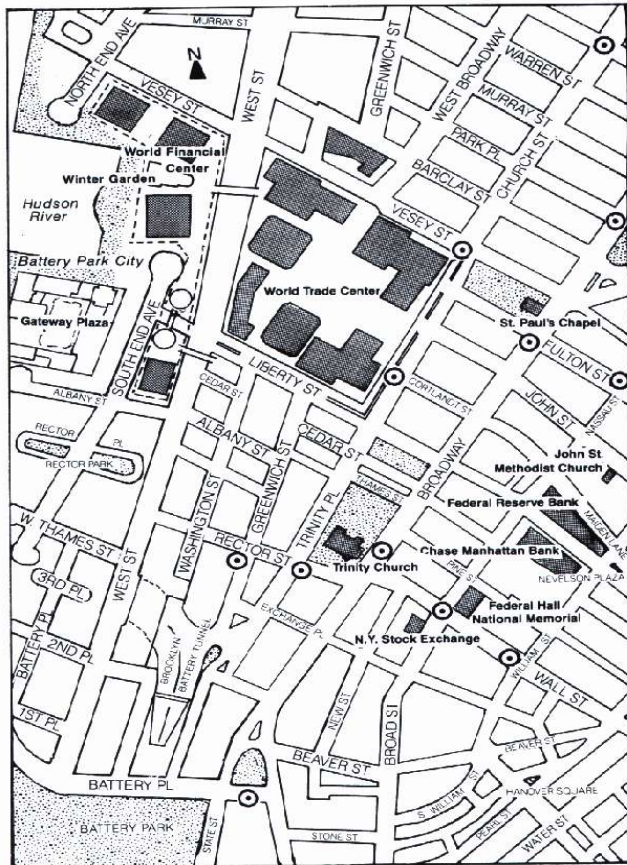 MURRAY ST
NORTH END AVE
VESEY ST
N
WEST ST
GREENWICH ST
WEST BROADWAY
WARREN ST
MURRAY ST
PARK PL
BARCLAY ST
CHURCH ST
VESEY ST
World Financial
Center
Winter Garden
Hudson
River
Battery Park City
Gateway Plaza
SOUTH END AVE
World Trade Center
St. Paul's Chapel
FULTON ST
LIBERTY ST
CEDAR ST
CORTLANDT ST
JOHN ST
NASSAU ST
ALBANY ST
ALBANY ST
CEDAR ST
BROADWAY
THAMES ST
RECTOR PL
RECTOR PARK
John St
Methodist Church
Federal Reserve Bank
MAIDEN LANE
W. THAMES ST
WASHINGTON ST
GREENWICH ST
TRINITY PL
RECTOR ST
Trinity Church
Chase Manhattan Bank
PINE ST
NEVELSON PLAZA
3RD PL
WEST ST
EXCHANGE PL
Federal Hall
National Memorial
N.Y. Stock Exchange
2ND PL
BATTERY PL
BROOKLYN
BATTERY TUNNEL
WILLIAM ST
WALL ST
1ST PL
NEW ST
BROAD ST
BEAVER ST
BEAVER ST
BATTERY PL
HANOVER SQUARE
S. WILLIAM ST
PEARL ST
WATER ST
BATTERY PARK
STATE ST
STONE ST